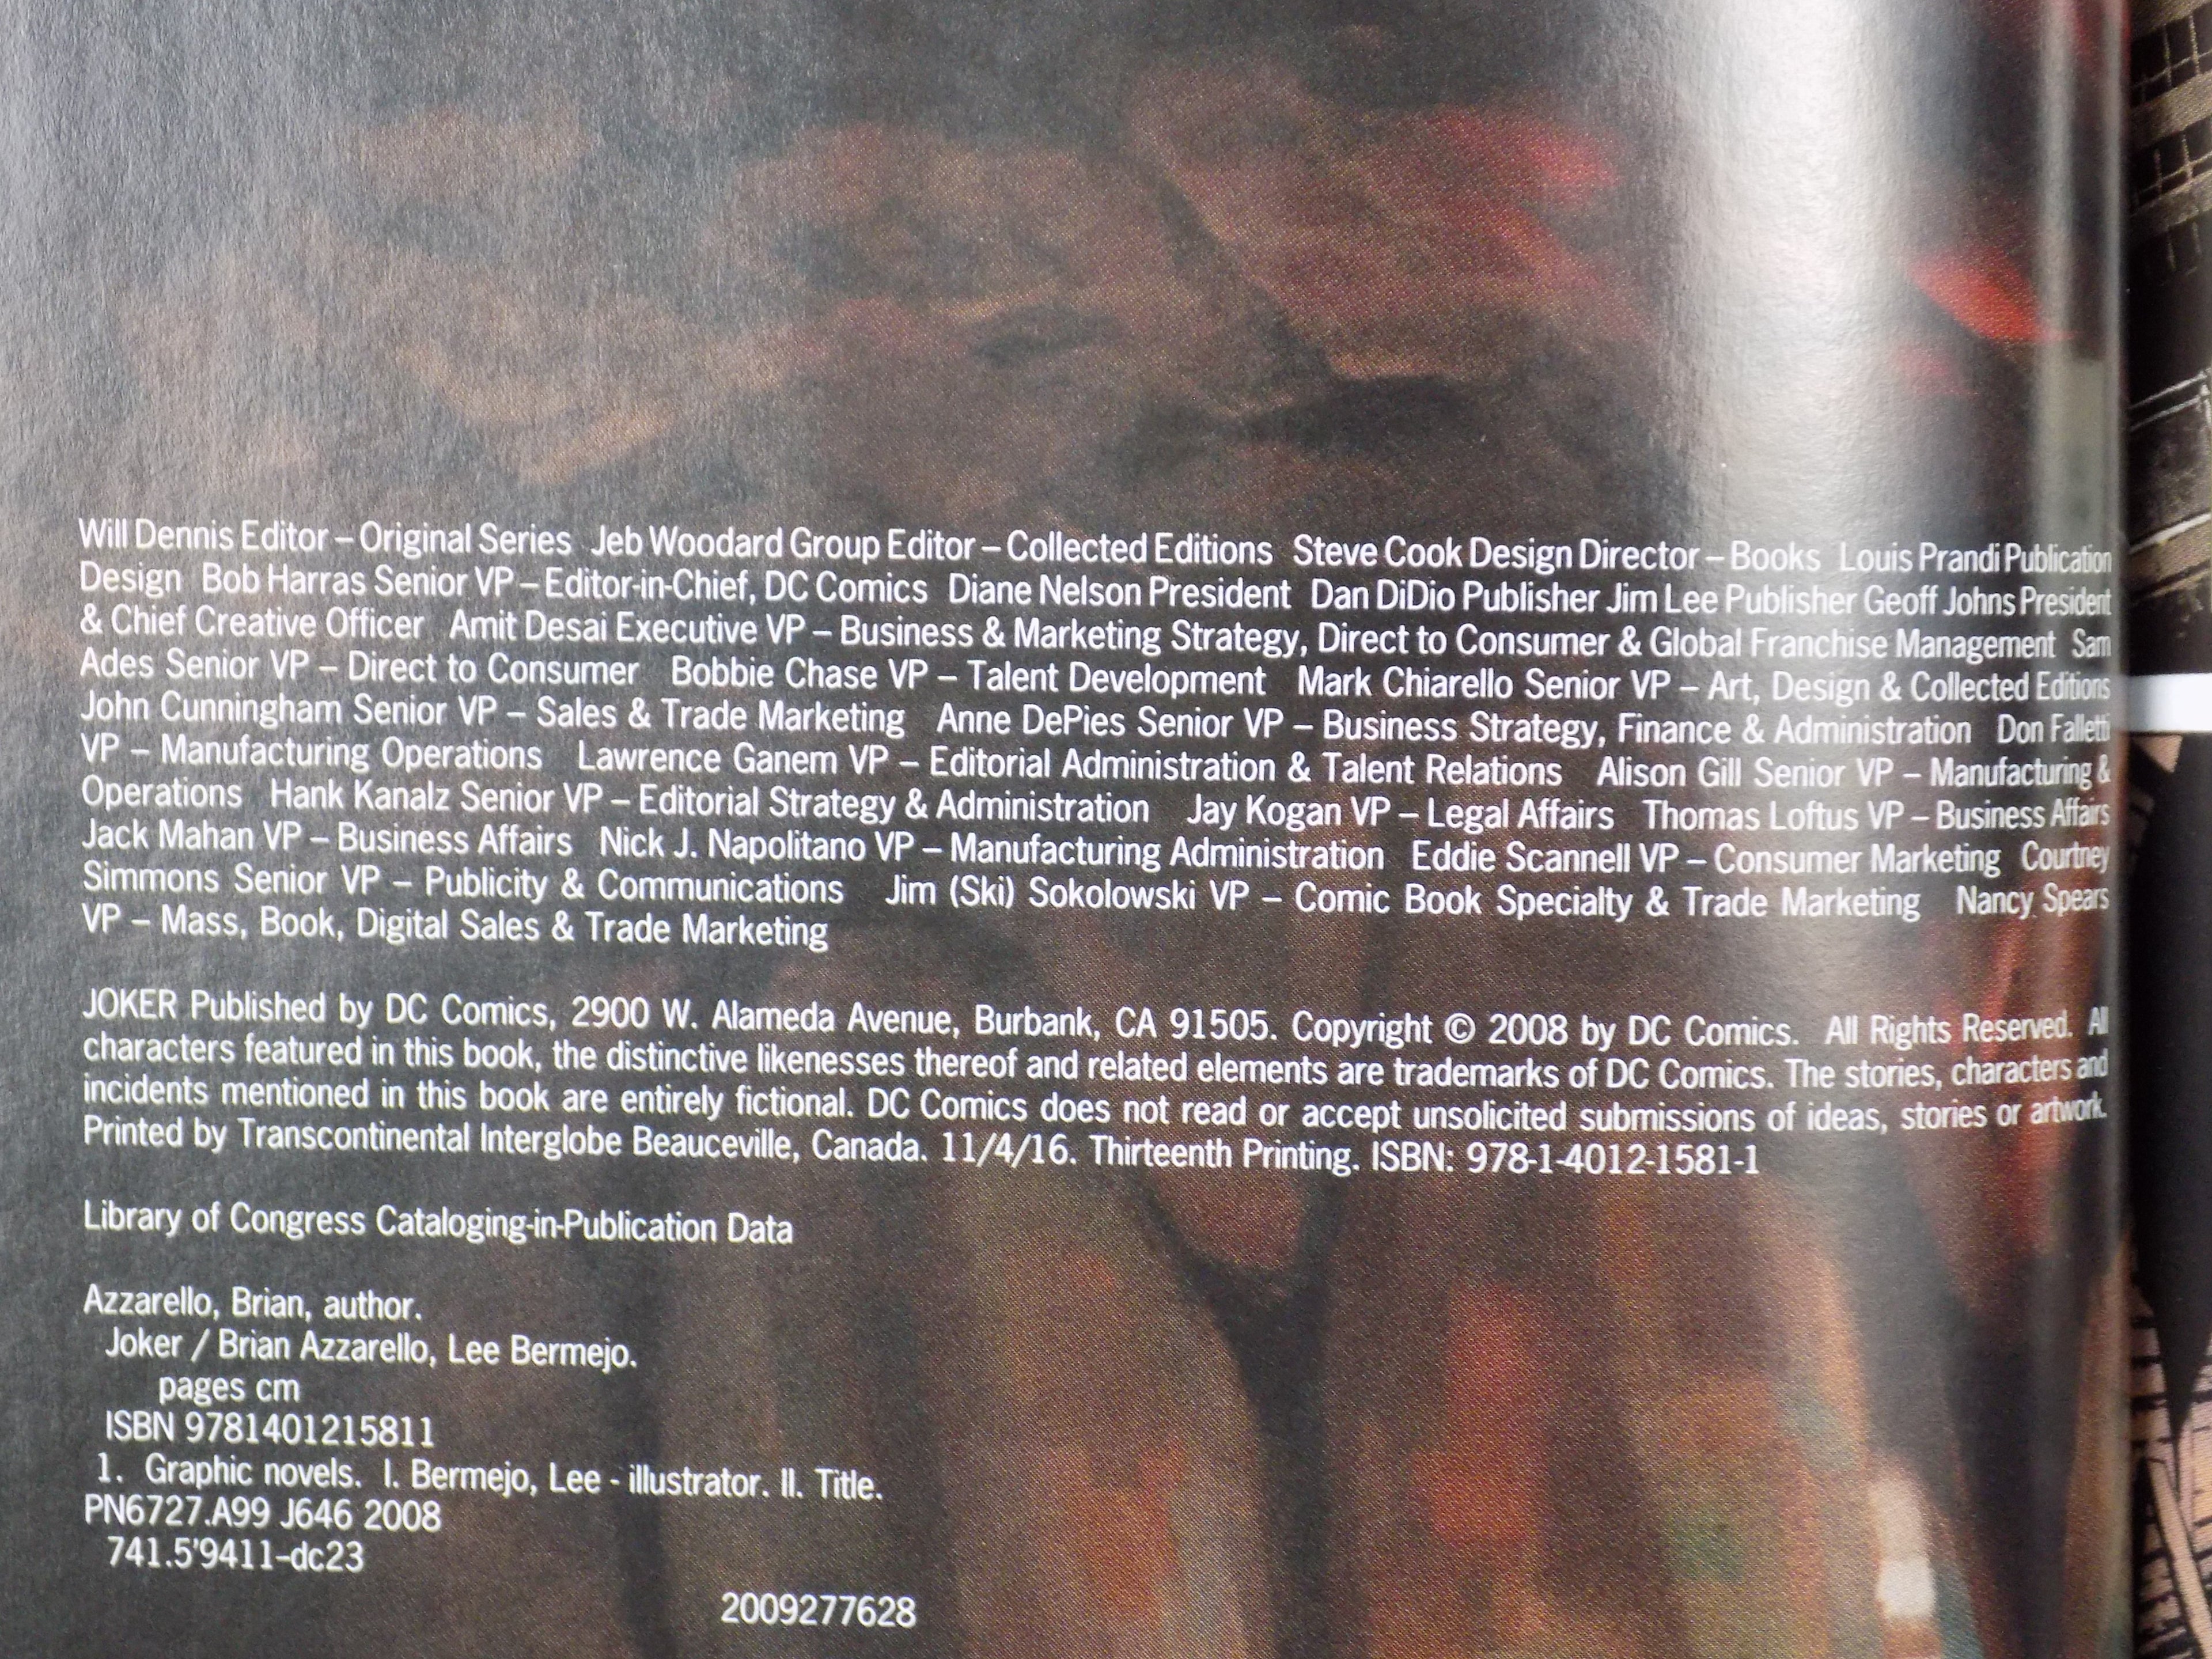 Will Dennis Editor – Original Series Jeb Woodard Group Editor – Collected Editions Steve Cook Design Director – Books Louis Prandi Publication
Design Bob Harras Senior VP – Editor-in-Chief, DC Comics Diane Nelson President Dan DiDio Publisher Jim Lee Publisher Geoff Johns President
& Chief Creative Officer Amit Desai Executive VP – Business & Marketing Strategy, Direct to Consumer & Global Franchise Management Sam
Ades Senior VP – Direct to Consumer Bobbie Chase VP – Talent Development Mark Chiarello Senior VP – Art, Design & Collected Editions
John Cunningham Senior VP – Sales & Trade Marketing Anne DePies Senior VP – Business Strategy, Finance & Administration Don Falletti
VP – Manufacturing Operations Lawrence Ganem VP – Editorial Administration & Talent Relations Alison Gill Senior VP – Manufacturing &
Operations Hank Kanalz Senior VP – Editorial Strategy & Administration Jay Kogan VP – Legal Affairs Thomas Loftus VP – Business Affairs
Jack Mahan VP – Business Affairs Nick J. Napolitano VP – Manufacturing Administration Eddie Scannell VP – Consumer Marketing Courtney
Simmons Senior VP – Publicity & Communications Jim (Ski) Sokolowski VP – Comic Book Specialty & Trade Marketing Nancy Spears
VP – Mass, Book, Digital Sales & Trade Marketing
JOKER Published by DC Comics, 2900 W. Alameda Avenue, Burbank, CA 91505. Copyright © 2008 by DC Comics. All Rights Reserved. All
characters featured in this book, the distinctive likenesses thereof and related elements are trademarks of DC Comics. The stories, characters and
incidents mentioned in this book are entirely fictional. DC Comics does not read or accept unsolicited submissions of ideas, stories or artwork.
Printed by Transcontinental Interglobe Beauceville, Canada. 11/4/16. Thirteenth Printing. ISBN: 978-1-4012-1581-1
Library of Congress Cataloging-in-Publication Data
Azzarello, Brian, author.
Joker / Brian Azzarello, Lee Bermejo.
pages cm
ISBN 9781401215811
1. Graphic novels. I. Bermejo, Lee - illustrator. II. Title.
PN6727.A99 J646 2008
741.5'9411–dc23
2009277628